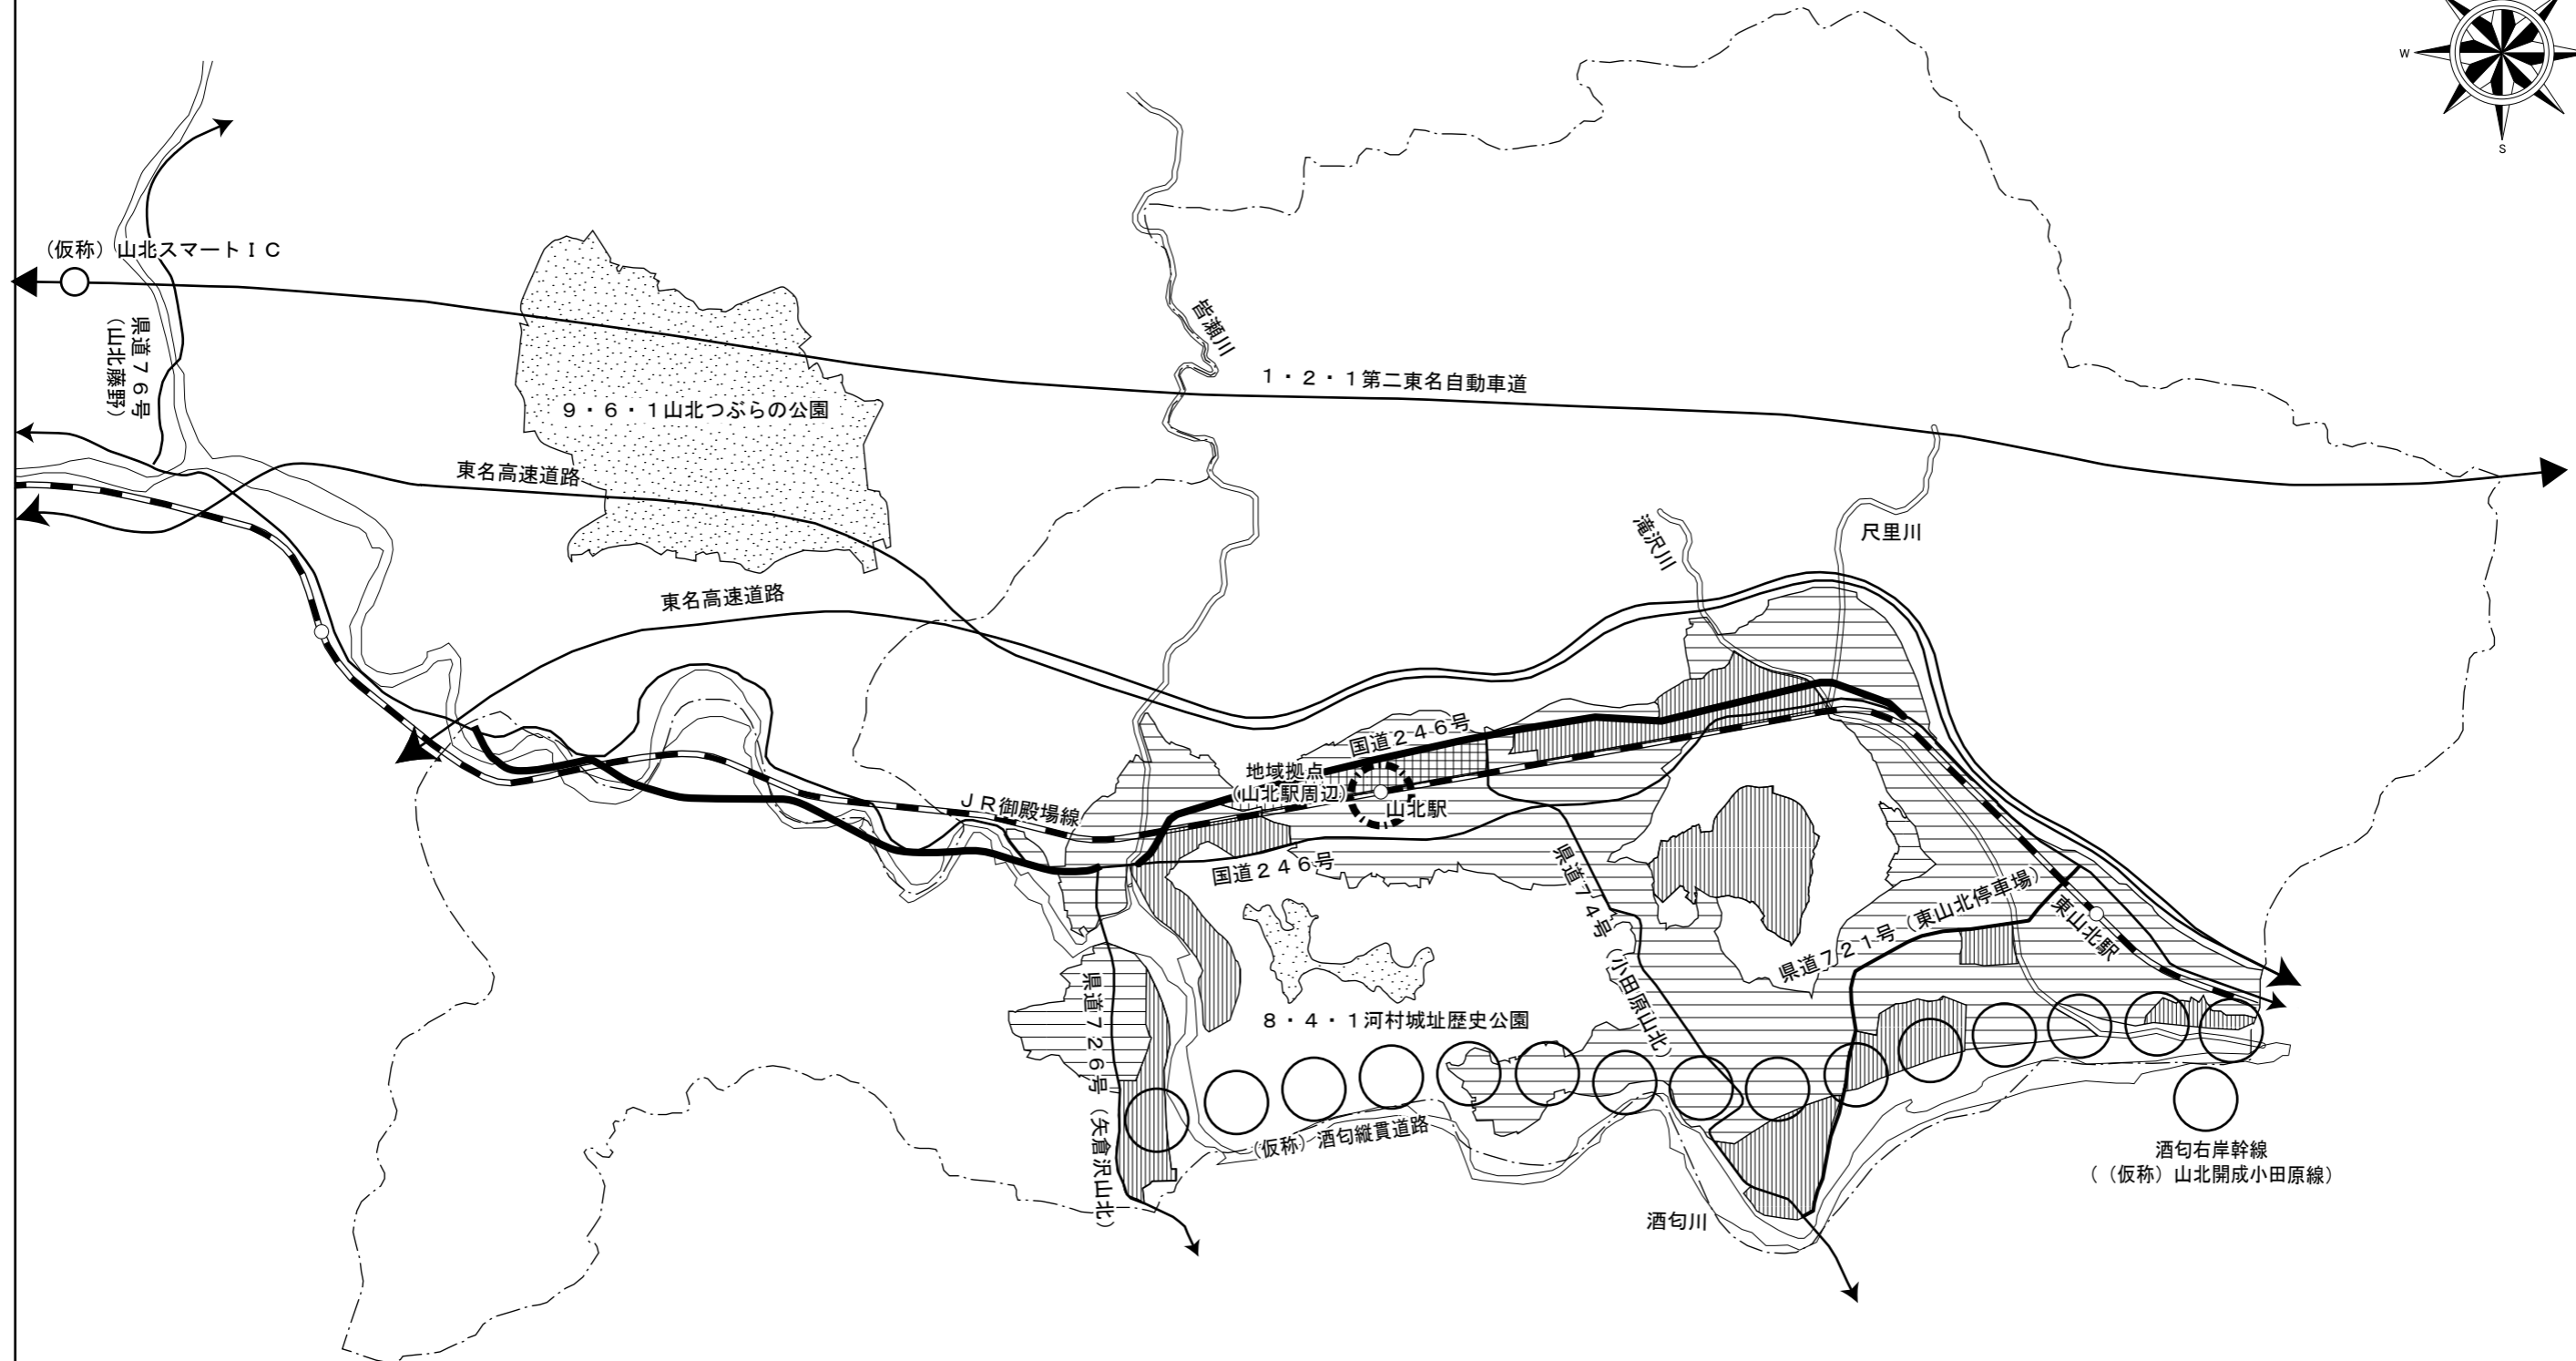 W
S
(仮称)山北スマートIC
県道76号
(山北藤野)
皆瀬川
1・2・1第二東名自動車道
9・6・1山北つぶらの公園
東名高速道路
滝沢川
尺里川
東名高速道路
国道246号
地域拠点
(山北駅周辺)
山北駅
JR御殿場線
国道246号
県道74号(小田原山北)
県道721号(東山北停車場)
東山北駅
県道726号(矢倉沢山北)
8・4・1河村城址歴史公園
(仮称)酒匂縦貫道路
酒匂川
酒匂右岸幹線
((仮称)山北開成小田原線)